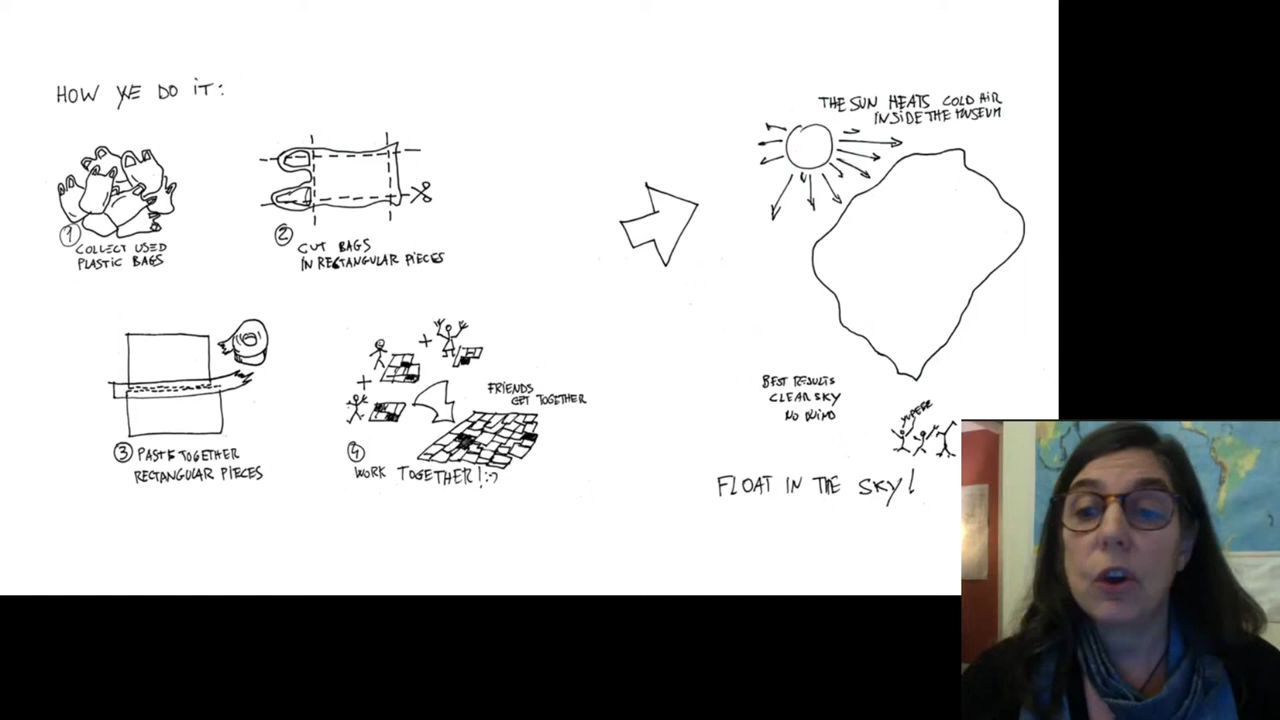 HOW WE DO IT:
1
COLLECT USED
PLASTIC BAGS
2
CUT BAGS
IN RECTANGULAR PIECES
3
PASTE TOGETHER
RECTANGULAR PIECES
FRIENDS
GET TOGETHER
4
WORK TOGETHER! :-)
THE SUN HEATS COLD AIR
INSIDE THE MUSEUM
BEST RESULTS
CLEAR SKY
NO WIND
FLOAT IN THE SKY!